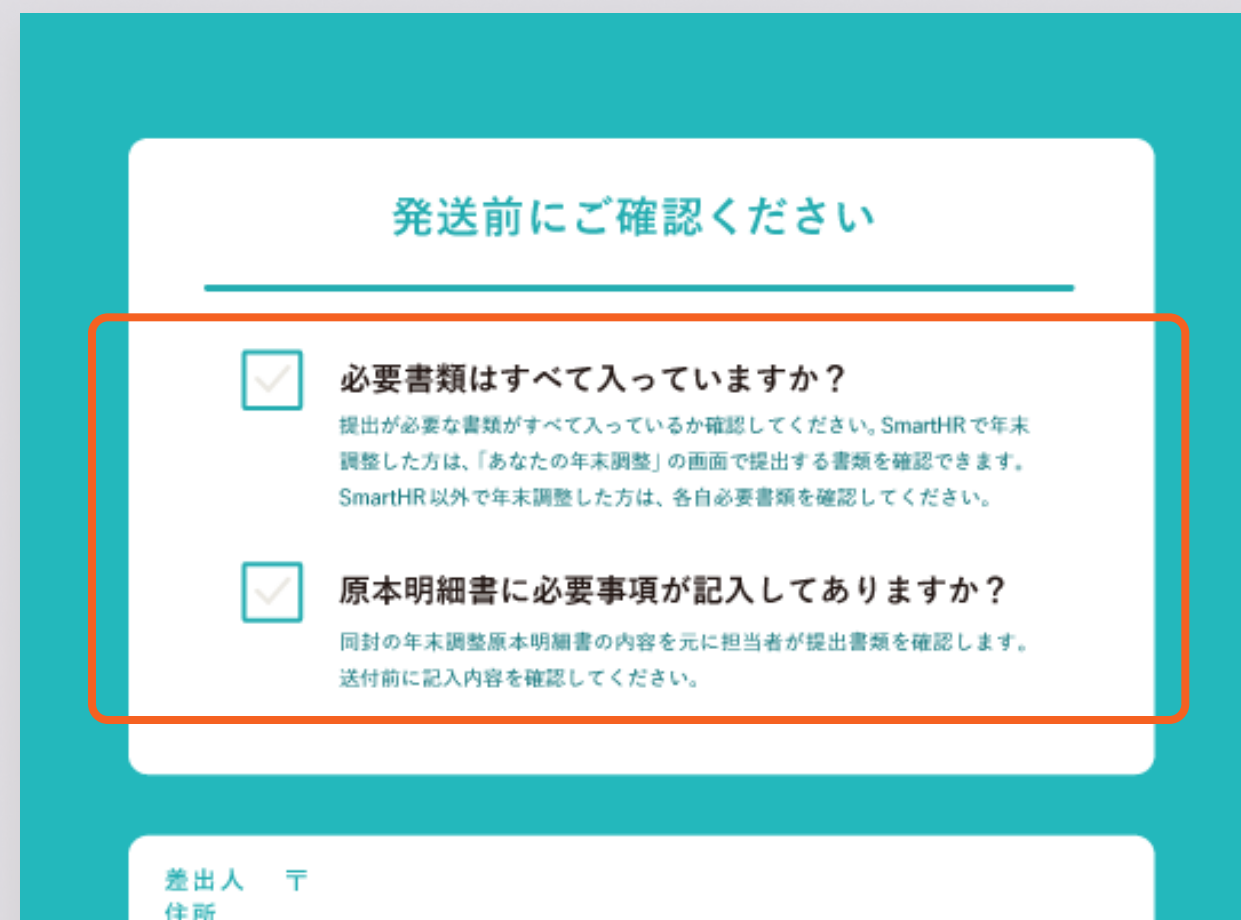 発送前にご確認ください
必要書類はすべて入っていますか？
提出が必要な書類がすべて入っているか確認してください。SmartHRで年末
調整した方は、「あなたの年末調整」の画面で提出する書類を確認できます。
SmartHR以外で年末調整した方は、各自必要書類を確認してください。
原本明細書に必要事項が記入してありますか？
同封の年末調整原本明細書の内容を元に担当者が提出書類を確認します。
送付前に記入内容を確認してください。
差出人 〒
住所